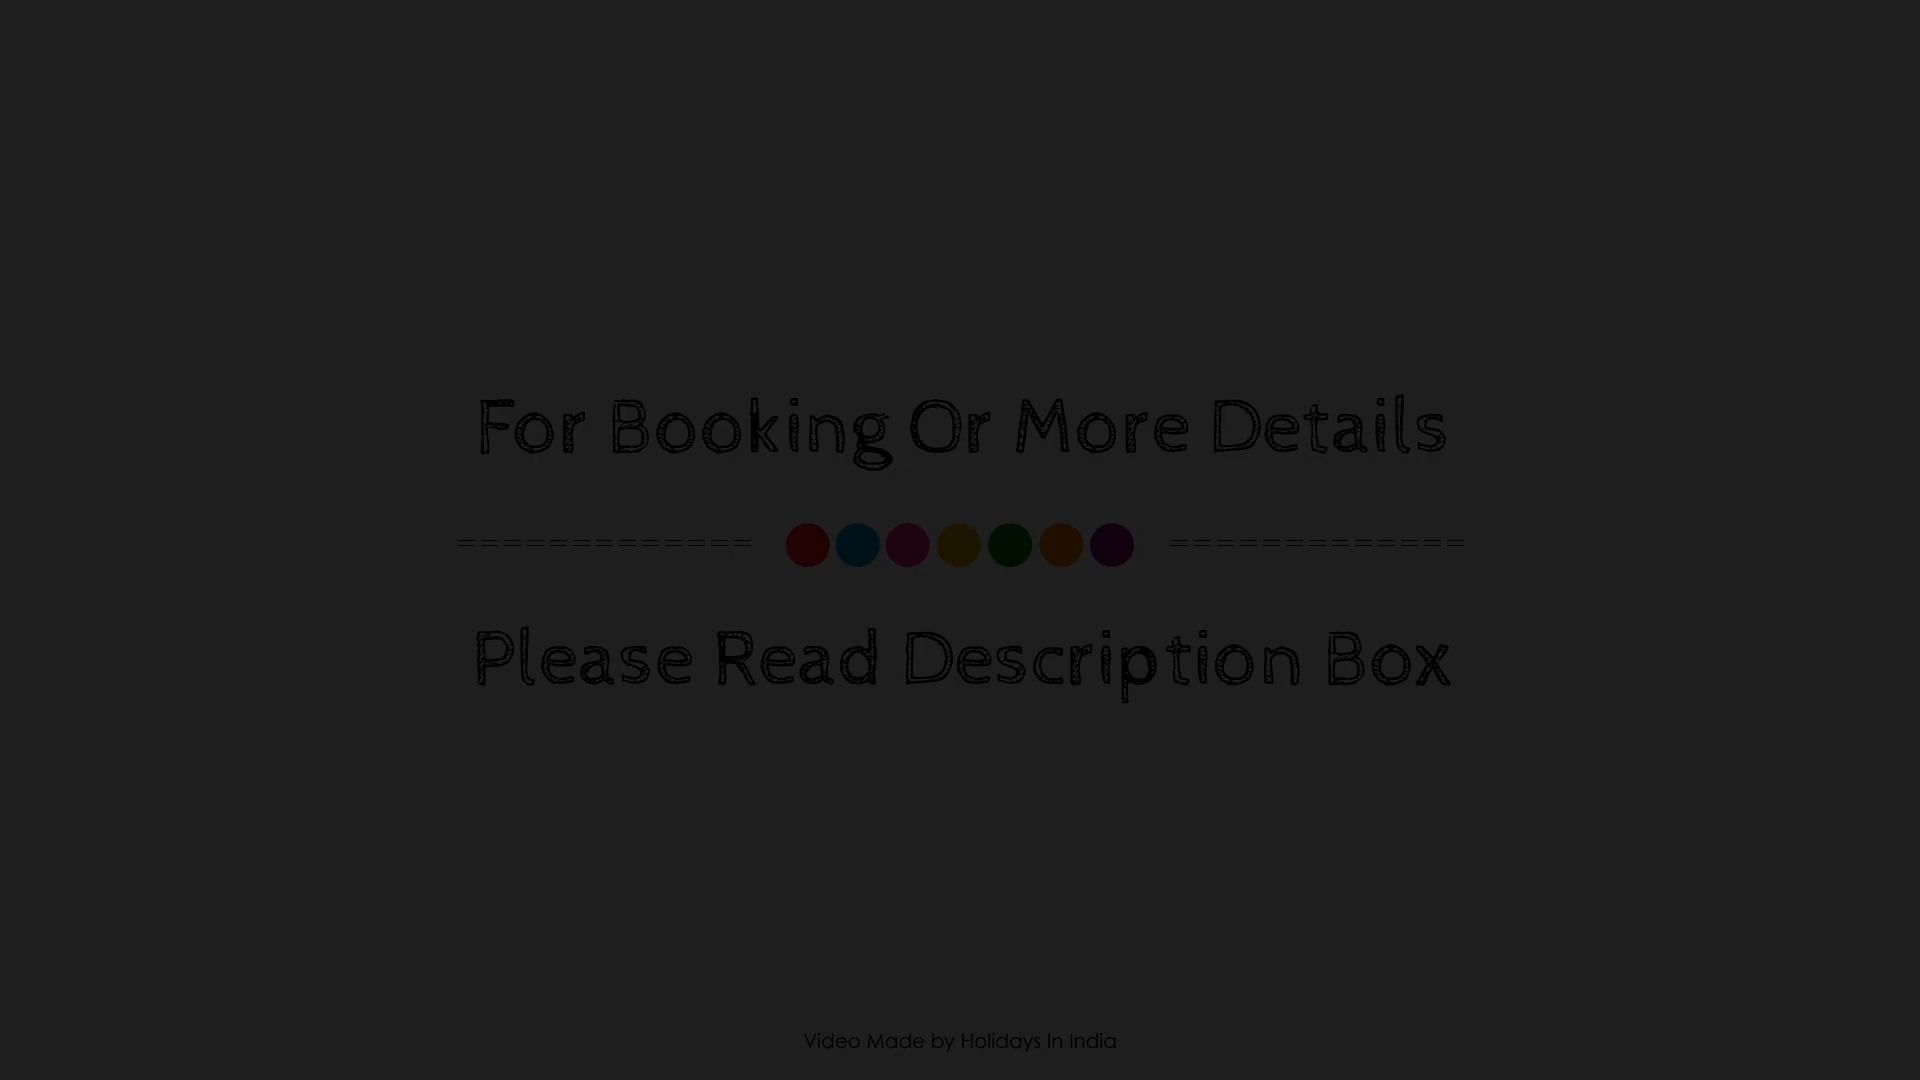 For Booking Or More Details
============= =============
Please Read Description Box
Video Made by Holidays In India